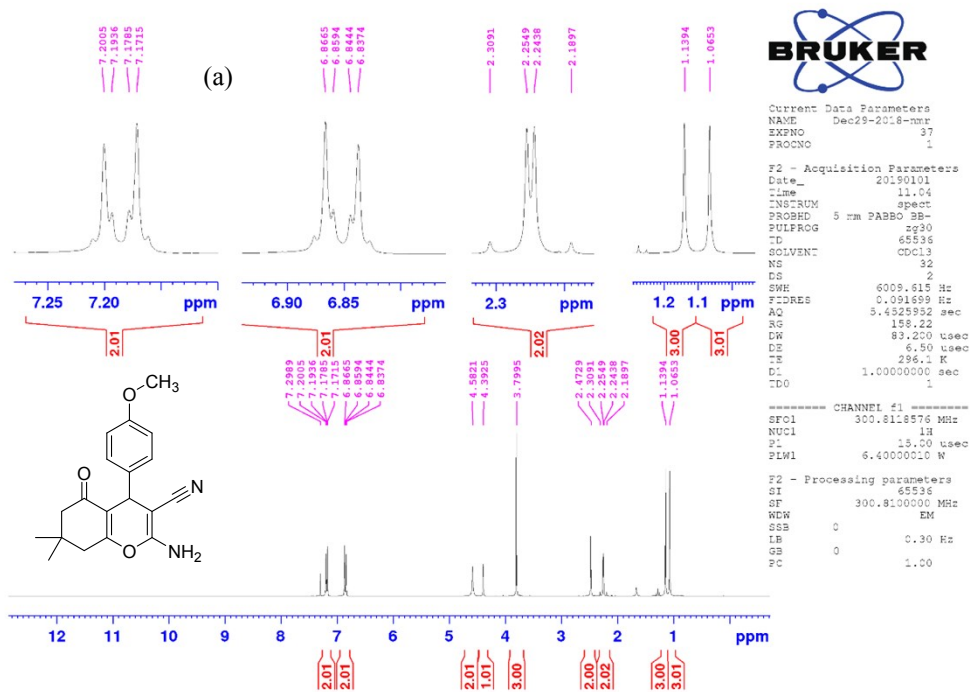 7.2005
7.1936
7.1785
7.1715
6.8665
6.8594
6.8444
6.8374
2.3091
2.2549
2.2438
2.1897
1.1394
1.0653
(a)
BRUKER
7.25 7.20 ppm
6.90 6.85 ppm
2.3 ppm
1.2 1.1 ppm
2.01
2.01
2.02
3.00
3.01
7.2989
7.2005
7.1936
7.1785
7.1715
6.8665
6.8594
6.8444
6.8374
4.5821
4.3925
3.7995
2.4729
2.3091
2.2549
2.2438
2.1897
1.1394
1.0653
O
CH3
O
N
O
NH2
12 11 10 9 8 7 6 5 4 3 2 1 ppm
2.01
2.01
2.01
1.01
3.00
2.00
2.02
3.00
3.01
Current Data Parameters
NAME Dec29-2018-nmr
EXPNO 37
PROCNO 1
F2 - Acquisition Parameters
Date_ 20190101
Time 11.04
INSTRUM spect
PROBHD 5 mm PABBO BB-
PULPROG zg30
TD 65536
SOLVENT CDCl3
NS 32
DS 2
SWH 6009.615 Hz
FIDRES 0.091699 Hz
AQ 5.4525952 sec
RG 158.22
DW 83.200 usec
DE 6.50 usec
TE 296.1 K
D1 1.00000000 sec
TD0 1
======== CHANNEL f1 ========
SFO1 300.8118576 MHz
NUC1 1H
P1 15.00 usec
PLW1 6.40000010 W
F2 - Processing parameters
SI 65536
SF 300.8100000 MHz
WDW EM
SSB 0
LB 0.30 Hz
GB 0
PC 1.00